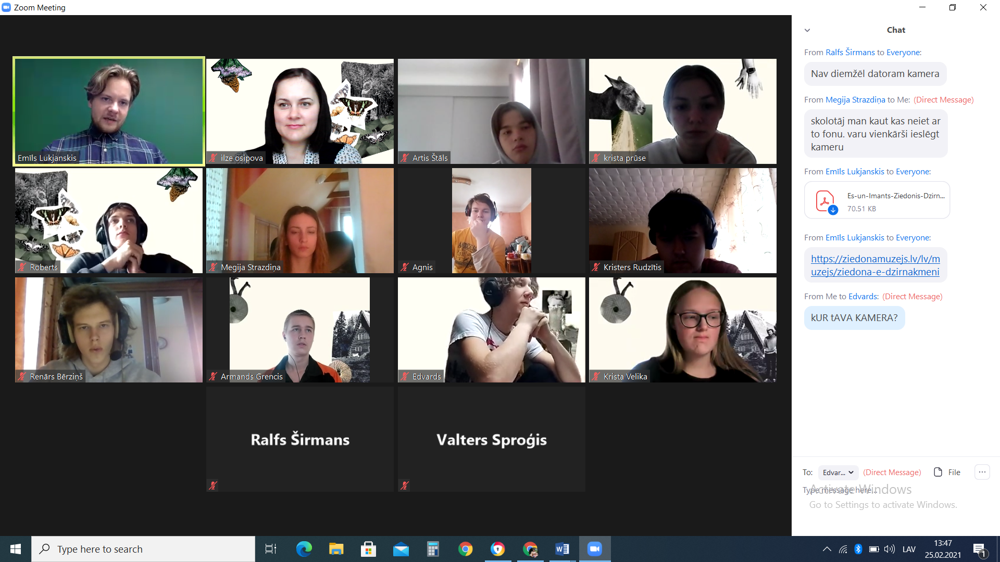 Zoom Meeting
Chat
From Ralfs Širmans to Everyone:
Nav diemžēl datoram kamera
From Megija Strazdiņa to Me: (Direct Message)
skolotāj man kaut kas neiet ar
to fonu. varu vienkārši ieslēgt
kameru
From Emīls Lukjanskis to Everyone:
Es-un-Imants-Ziedonis-Dzirn...
70.51 KB
From Emīls Lukjanskis to Everyone:
https://ziedonamuzejs.lv/lv/m
uzejs/ziedona-e-dzirnakmeni
From Me to Edvards: (Direct Message)
kUR tAVA KAMERA?
Emīls Lukjanskis
ilze osipova
Artis Štāls
krista prūse
Roberts
Megija Strazdiņa
Agnis
Kristers Rudzītis
Renārs Bērziņš
Armands Grencis
Edvards
Krista Velika
Ralfs Širmans
Valters Sproģis
To: Edvar... (Direct Message) File
Type message here...
Activate Windows
Go to Settings to activate Windows.
Type here to search
LAV
13:47
25.02.2021
1